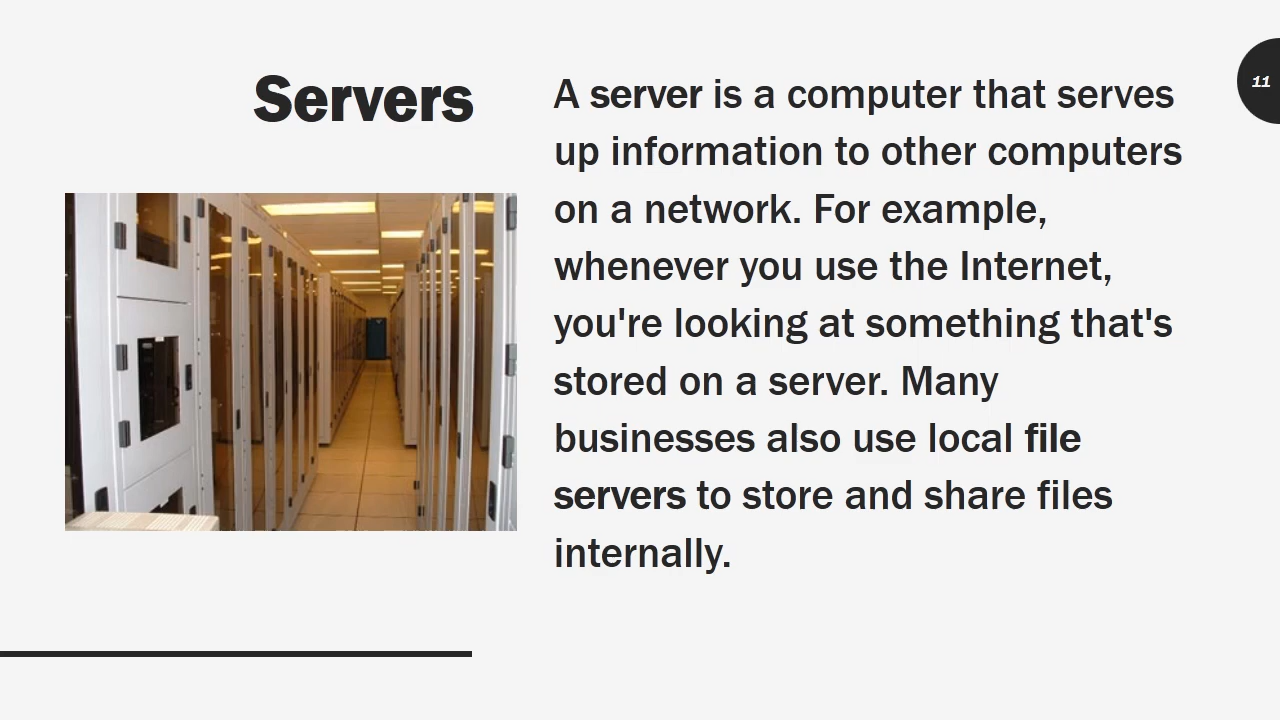 Servers
A server is a computer that serves
up information to other computers
on a network. For example,
whenever you use the Internet,
you're looking at something that's
stored on a server. Many
businesses also use local file
servers to store and share files
internally.
11